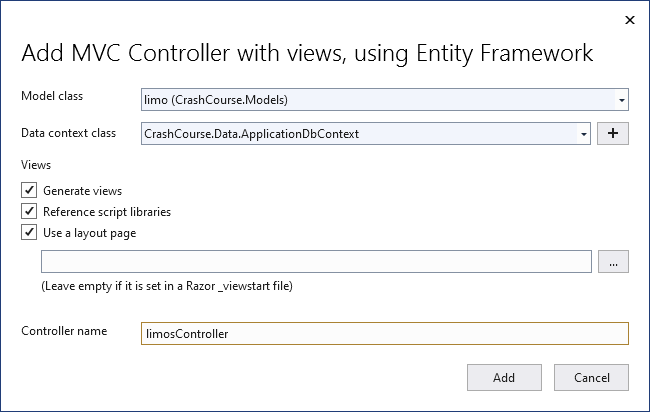 Add MVC Controller with views, using Entity Framework
Model class
limo (CrashCourse.Models)
Data context class
CrashCourse.Data.ApplicationDbContext
+
Views
Generate views
Reference script libraries
Use a layout page
...
(Leave empty if it is set in a Razor _viewstart file)
Controller name
limosController
Add
Cancel